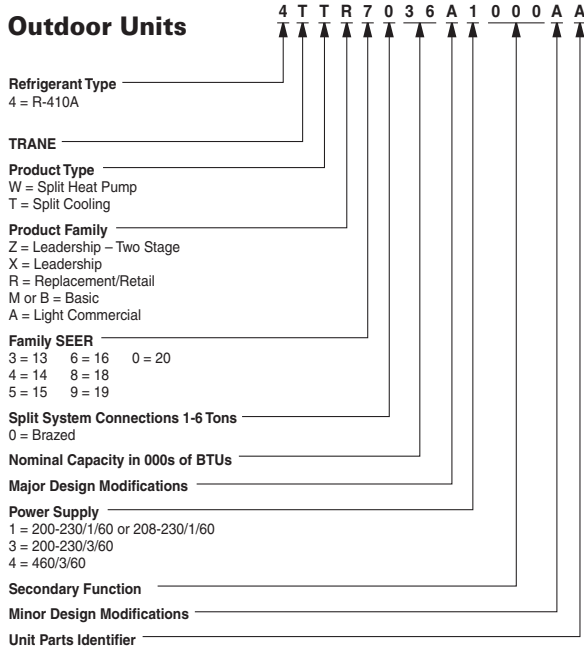 Outdoor Units
4 T T R 7 0 3 6 A 1 0 0 0 A A
Refrigerant Type
4 = R-410A
TRANE
Product Type
W = Split Heat Pump
T = Split Cooling
Product Family
Z = Leadership – Two Stage
X = Leadership
R = Replacement/Retail
M or B = Basic
A = Light Commercial
Family SEER
3 = 13 6 = 16 0 = 20
4 = 14 8 = 18
5 = 15 9 = 19
Split System Connections 1-6 Tons
0 = Brazed
Nominal Capacity in 000s of BTUs
Major Design Modifications
Power Supply
1 = 200-230/1/60 or 208-230/1/60
3 = 200-230/3/60
4 = 460/3/60
Secondary Function
Minor Design Modifications
Unit Parts Identifier